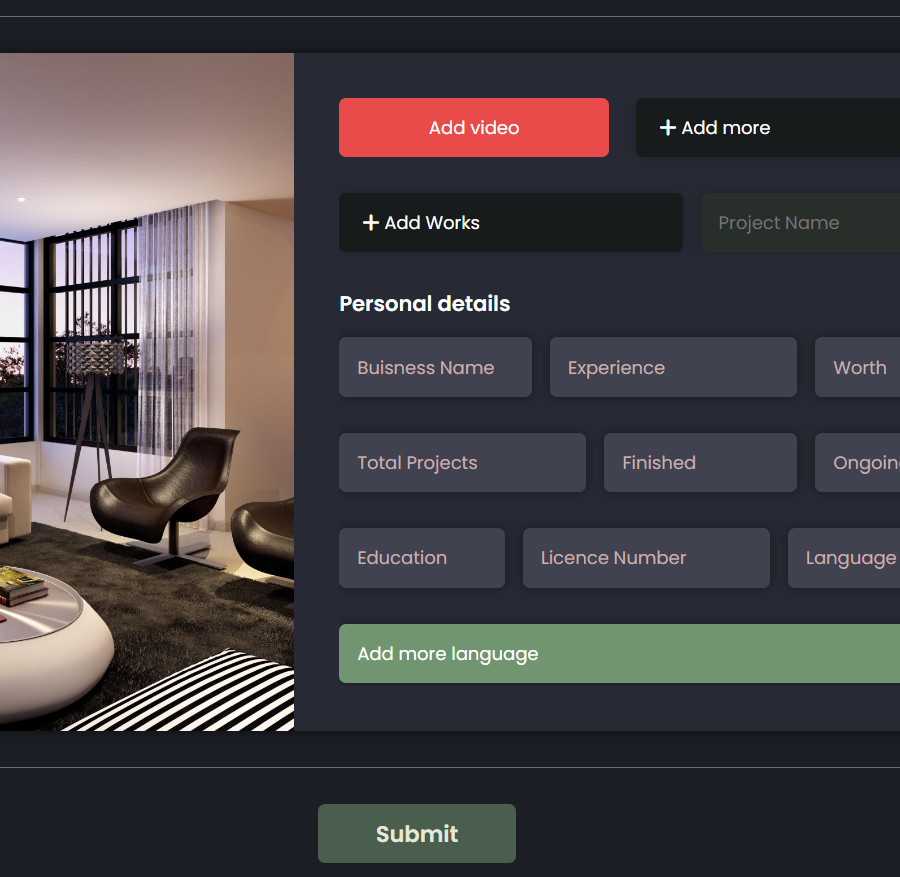 Add video
+ Add more
+ Add Works
Project Name
Personal details
Buisness Name
Experience
Worth
Total Projects
Finished
Ongoin
Education
Licence Number
Language
Add more language
Submit